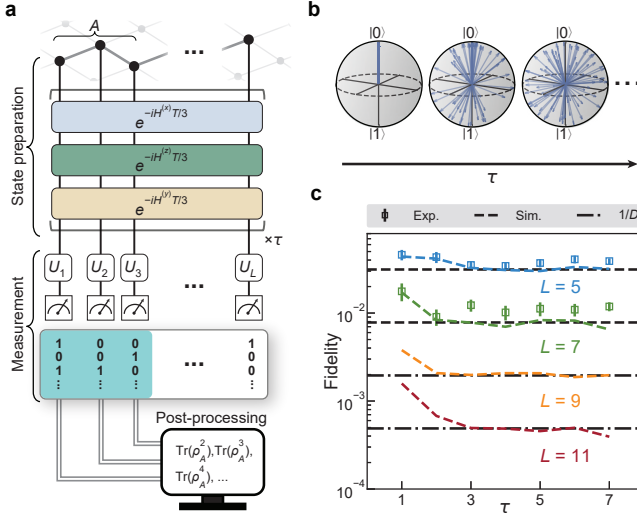 a
A
...
State preparation
e^{-iH^{(x)}T/3}
e^{-iH^{(z)}T/3}
e^{-iH^{(y)}T/3}
×τ
Measurement
U_1 U_2 U_3 ... U_L
1 0 0 1
0 0 1 ... 0
1 1 0 1
⋮ ⋮ ⋮ ⋮
Post-processing
Tr(ρ_A^2),Tr(ρ_A^3),
Tr(ρ_A^4), ...
b
|0⟩ |0⟩ |0⟩
...
|1⟩ |1⟩
τ
c
Exp. Sim. 1/D
Fidelity
10^{-2}
10^{-3}
10^{-4}
L = 5
L = 7
L = 9
L = 11
1 3 5 7
τ